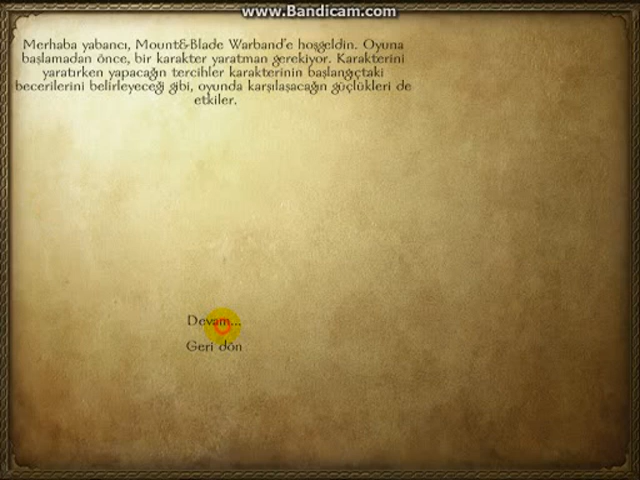 www.Bandicam.com
Merhaba yabancı, Mount&Blade Warband'e hoşgeldin. Oyuna
başlamadan önce, bir karakter yaratman gerekiyor. Karakterini
yaratırken yapacağın tercihler karakterinin başlangıçtaki
becerilerini belirleyeceği gibi, oyunda karşılaşacağın güçlükleri de
etkiler.
Devam...
Geri dön